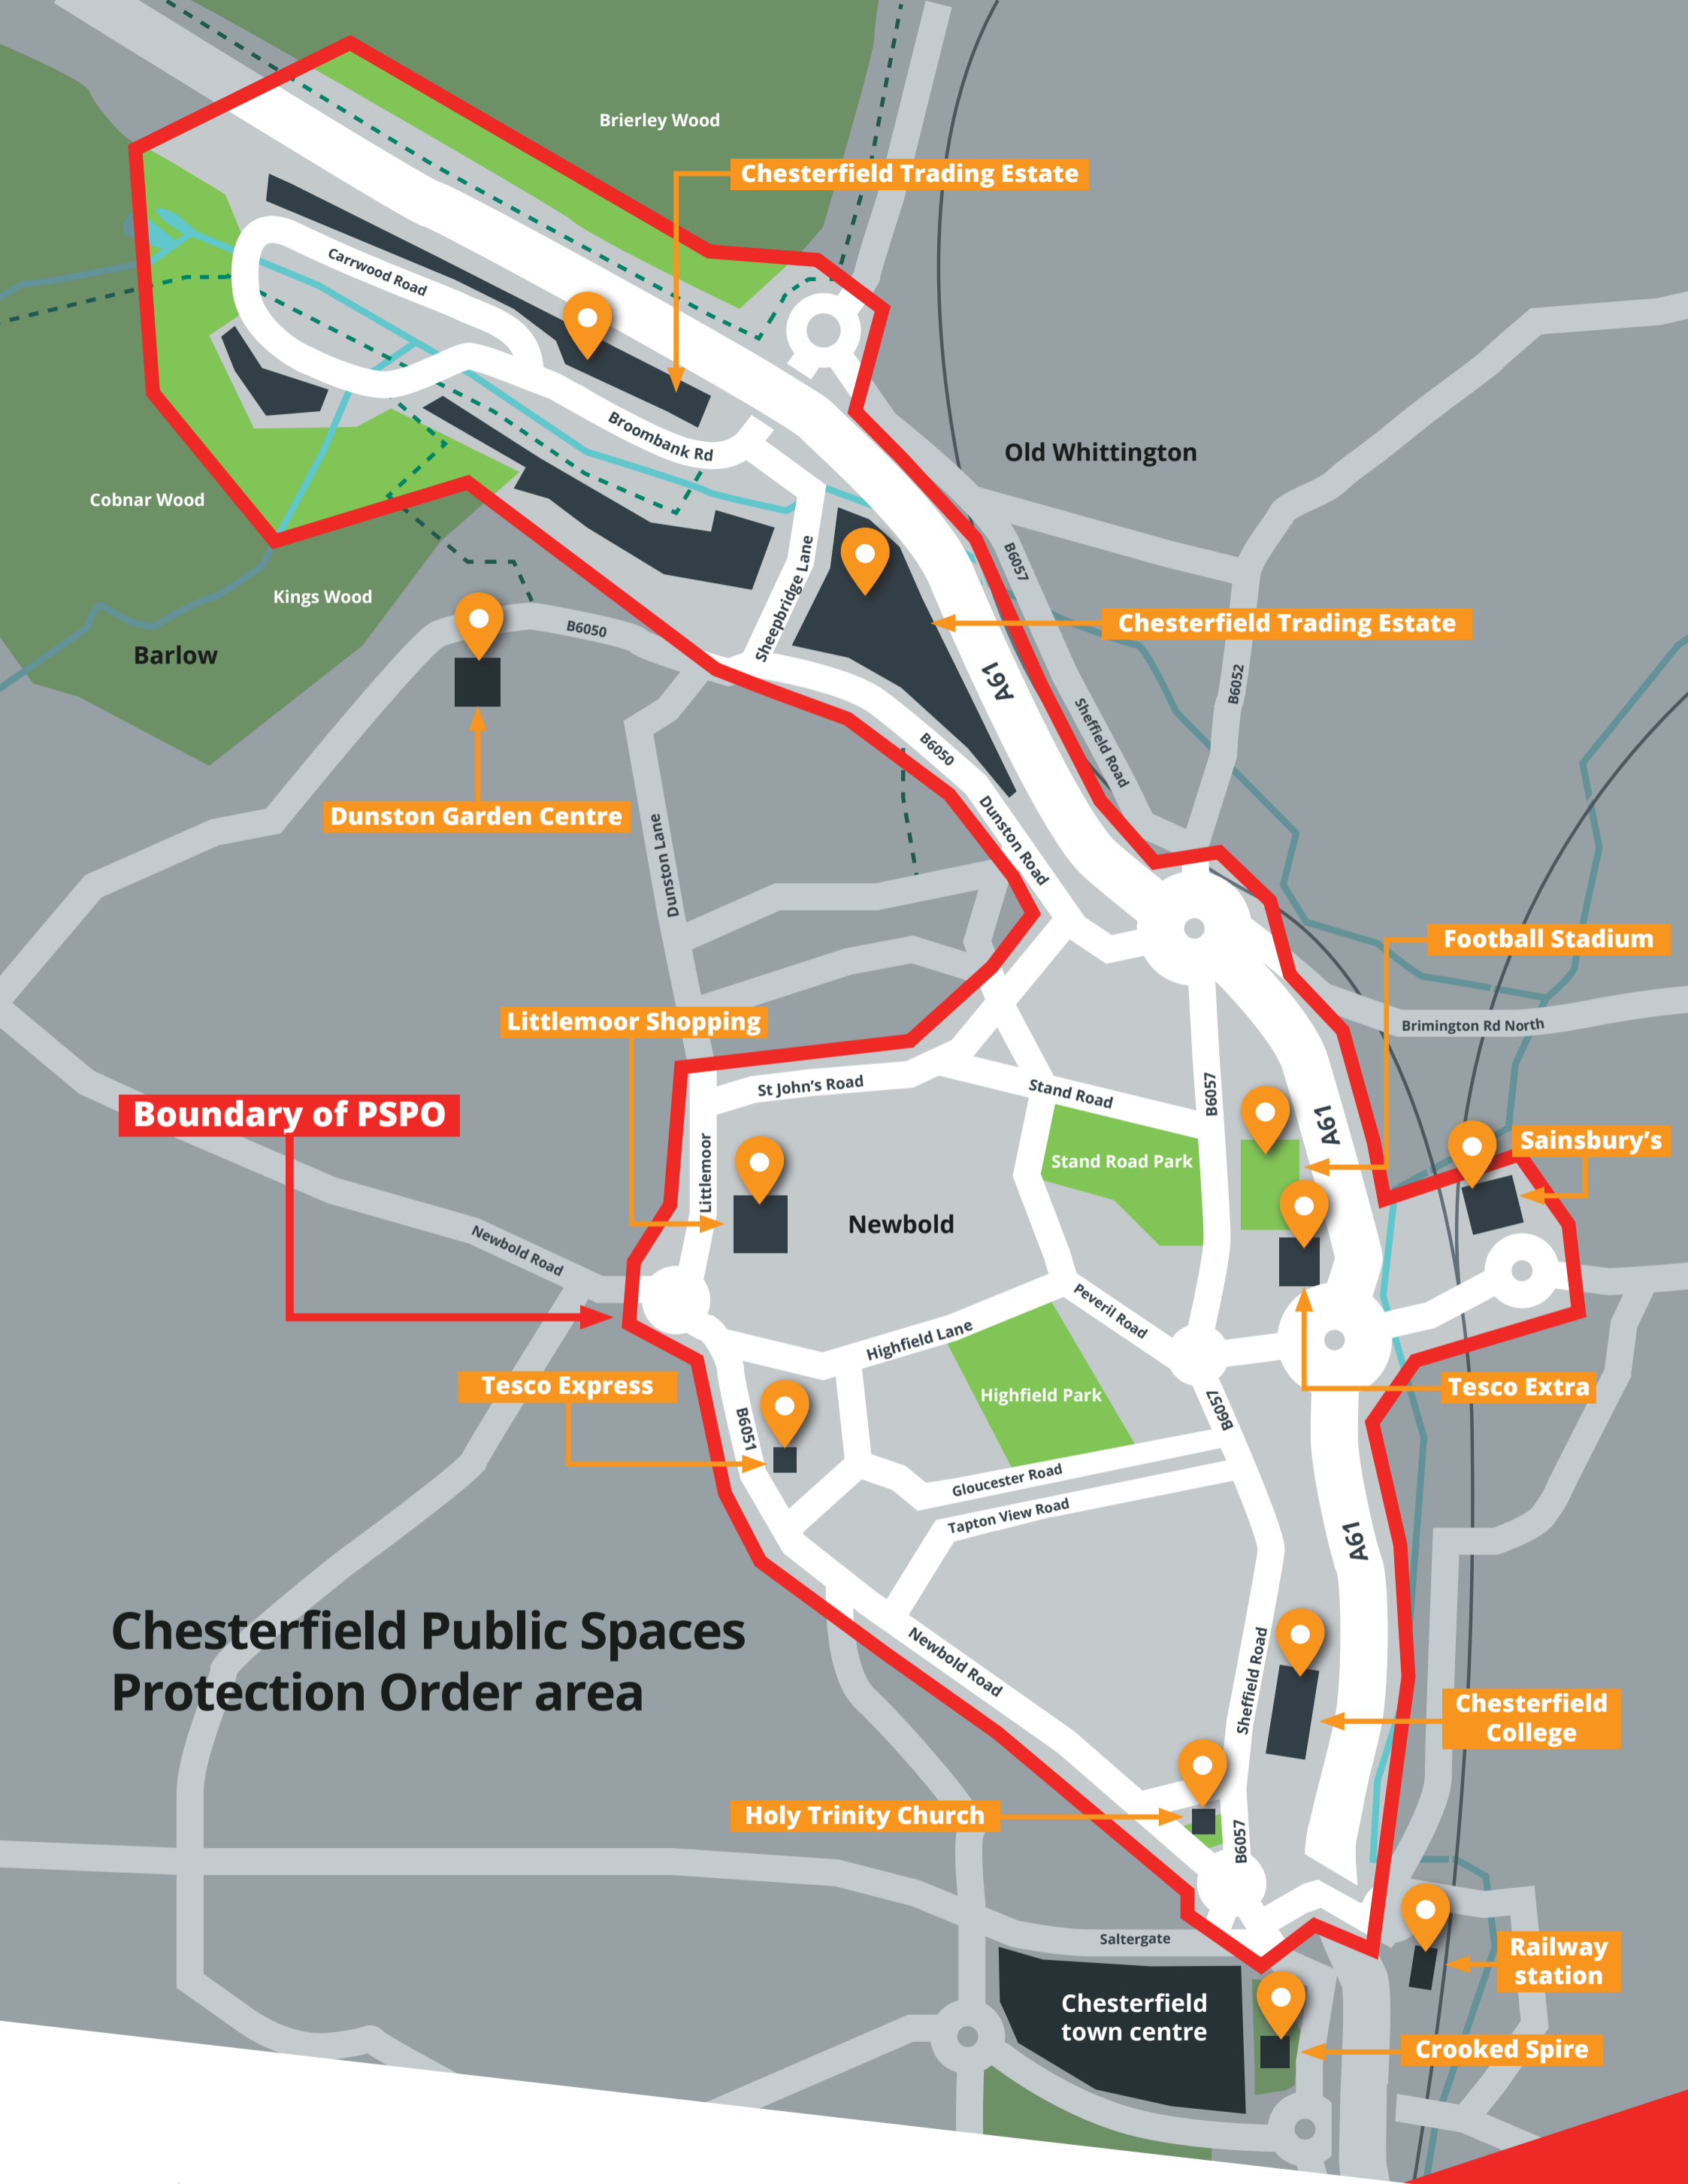 Brierley Wood
Chesterfield Trading Estate
Carrwood Road
Broombank Rd
Old Whittington
Cobnar Wood
B6057
Kings Wood
Sheepbridge Lane
Chesterfield Trading Estate
B6050
Barlow
A61
B6052
Sheffield Road
B6050
Dunston Garden Centre
Dunston Lane
Dunston Road
Football Stadium
Littlemoor Shopping
Brimington Rd North
St John's Road
Stand Road
B6057
Boundary of PSPO
A61
Sainsbury's
Littlemoor
Stand Road Park
Newbold
Newbold Road
Peveril Road
Highfield Lane
Tesco Express
Highfield Park
Tesco Extra
B6057
B6051
Gloucester Road
Tapton View Road
A61
Chesterfield Public Spaces
Protection Order area
Newbold Road
Sheffield Road
Chesterfield
College
Holy Trinity Church
B6057
Saltergate
Railway
station
Chesterfield
town centre
Crooked Spire